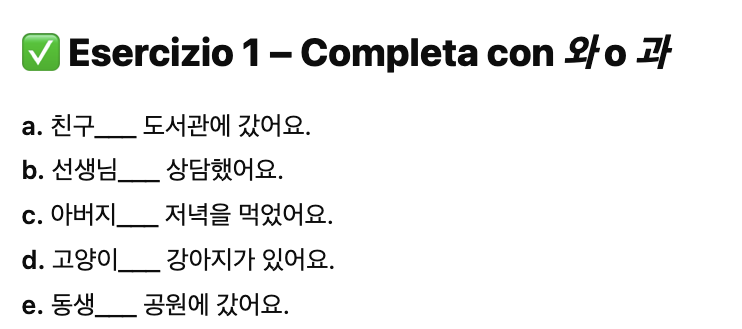 ✅ Esercizio 1 – Completa con 와 o 과
a. 친구___ 도서관에 갔어요.
b. 선생님___ 상담했어요.
c. 아버지___ 저녁을 먹었어요.
d. 고양이___ 강아지가 있어요.
e. 동생___ 공원에 갔어요.